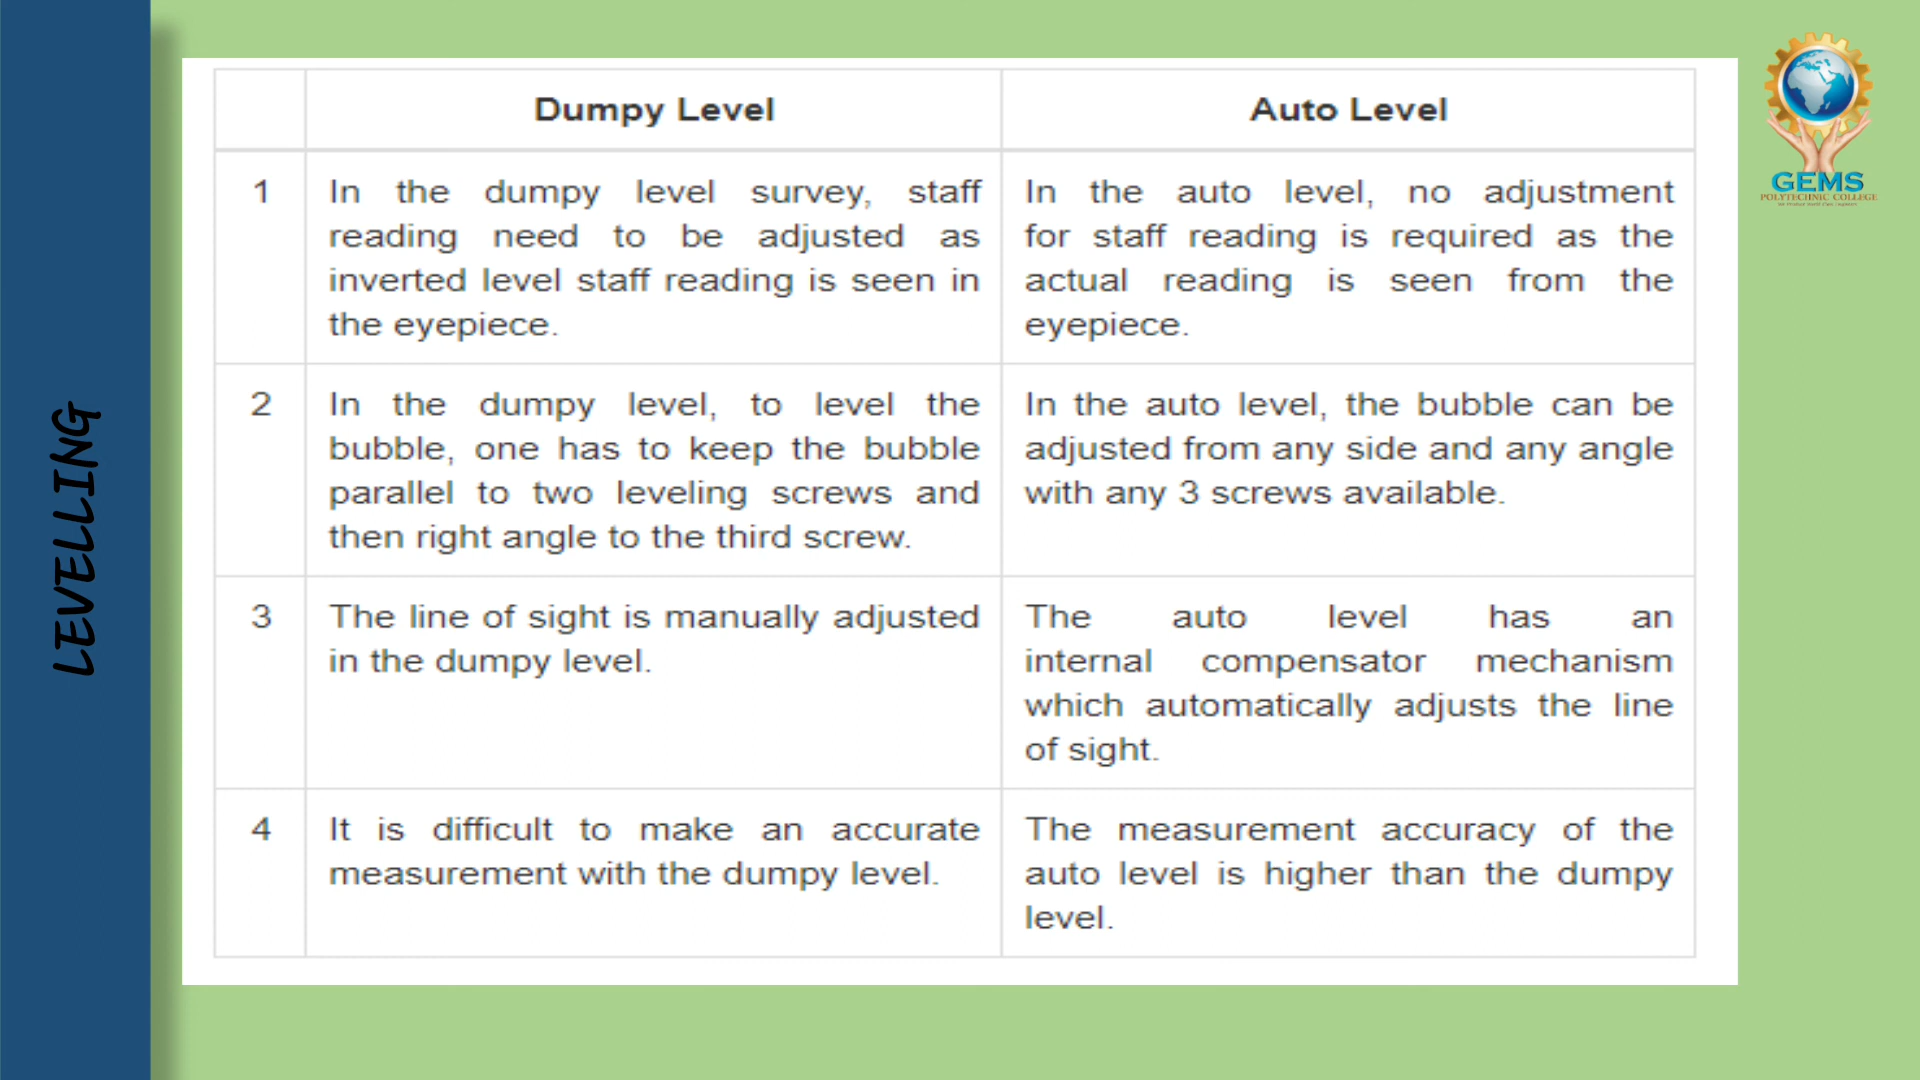 LEVELLING
Dumpy Level
Auto Level
1
In the dumpy level survey, staff
reading need to be adjusted as
inverted level staff reading is seen in
the eyepiece.
In the auto level, no adjustment
for staff reading is required as the
actual reading is seen from the
eyepiece.
2
In the dumpy level, to level the
bubble, one has to keep the bubble
parallel to two leveling screws and
then right angle to the third screw.
In the auto level, the bubble can be
adjusted from any side and any angle
with any 3 screws available.
3
The line of sight is manually adjusted
in the dumpy level.
The auto level has an
internal compensator mechanism
which automatically adjusts the line
of sight.
4
It is difficult to make an accurate
measurement with the dumpy level.
The measurement accuracy of the
auto level is higher than the dumpy
level.
GEMS
POLYTECHNIC COLLEGE